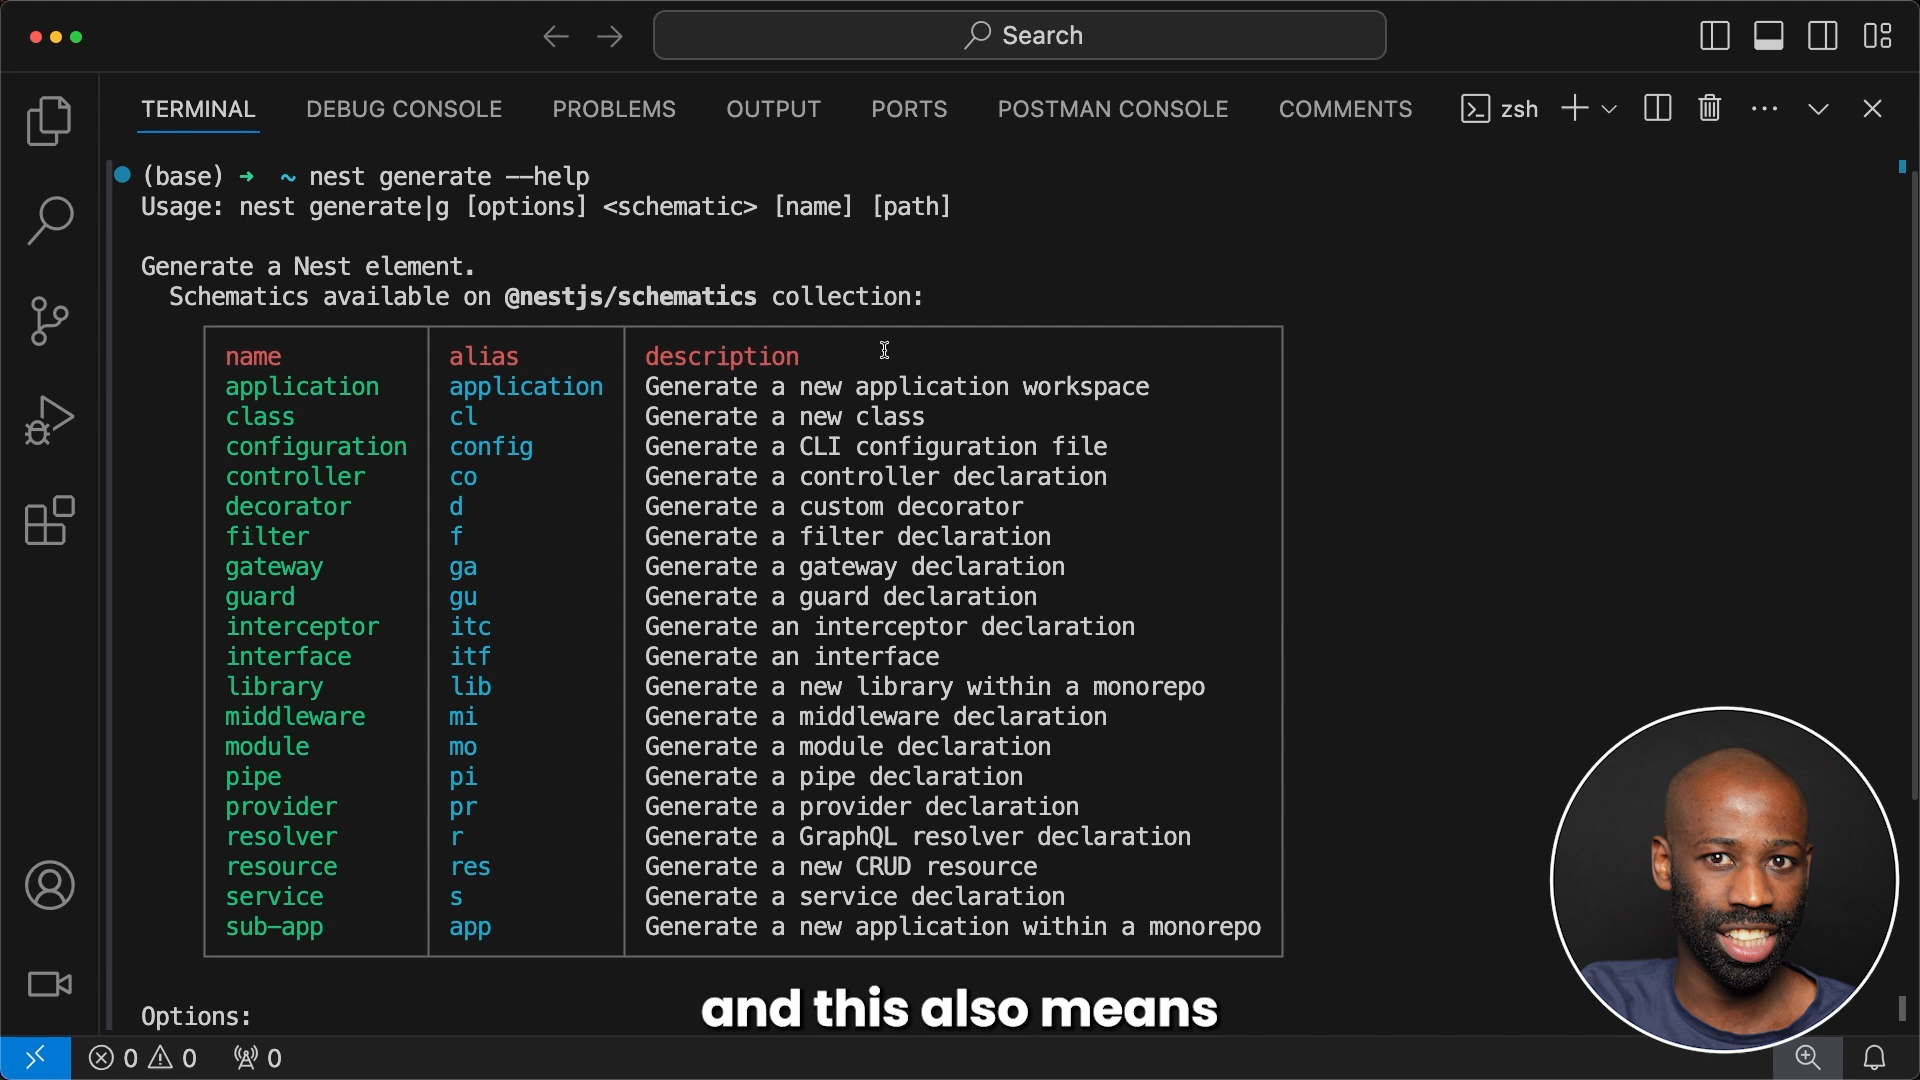 Search
TERMINAL DEBUG CONSOLE PROBLEMS OUTPUT PORTS POSTMAN CONSOLE COMMENTS zsh
(base) ➜ ~ nest generate --help
Usage: nest generate|g [options] <schematic> [name] [path]
Generate a Nest element.
Schematics available on @nestjs/schematics collection:
name alias description
application application Generate a new application workspace
class cl Generate a new class
configuration config Generate a CLI configuration file
controller co Generate a controller declaration
decorator d Generate a custom decorator
filter f Generate a filter declaration
gateway ga Generate a gateway declaration
guard gu Generate a guard declaration
interceptor itc Generate an interceptor declaration
interface itf Generate an interface
library lib Generate a new library within a monorepo
middleware mi Generate a middleware declaration
module mo Generate a module declaration
pipe pi Generate a pipe declaration
provider pr Generate a provider declaration
resolver r Generate a GraphQL resolver declaration
resource res Generate a new CRUD resource
service s Generate a service declaration
sub-app app Generate a new application within a monorepo
Options:
and this also means
0 0 0